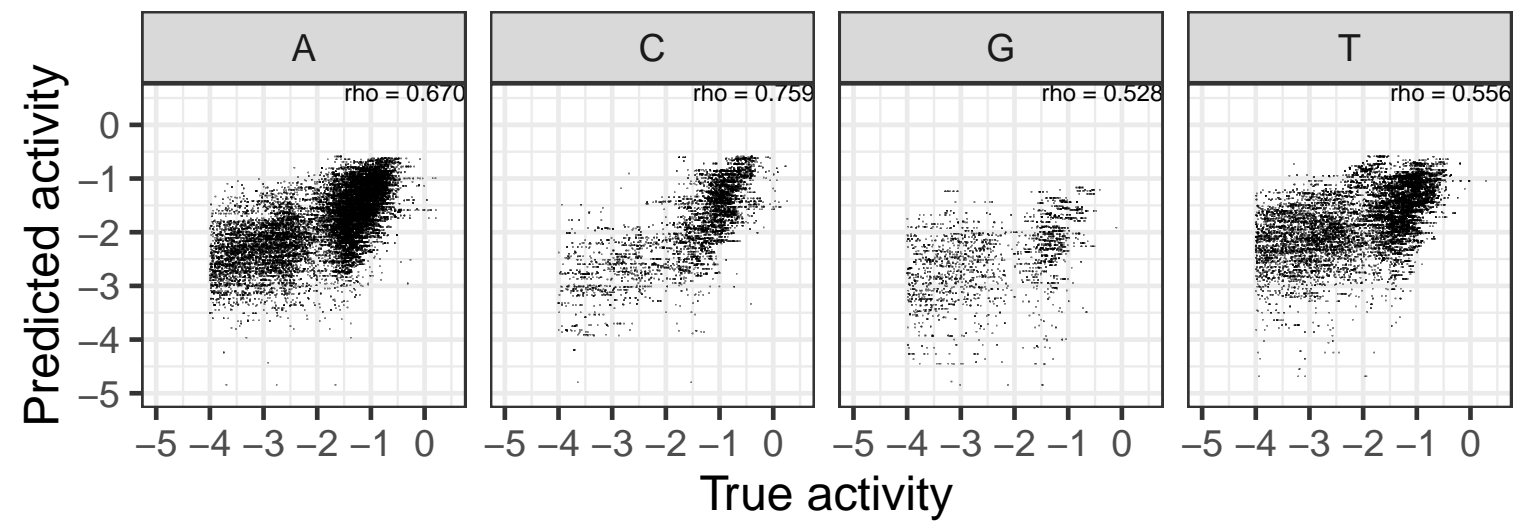 A C G T
rho = 0.670 rho = 0.759 rho = 0.528 rho = 0.556
Predicted activity
0
−1
−2
−3
−4
−5
−5 −4 −3 −2 −1 0 −5 −4 −3 −2 −1 0 −5 −4 −3 −2 −1 0 −5 −4 −3 −2 −1 0
True activity